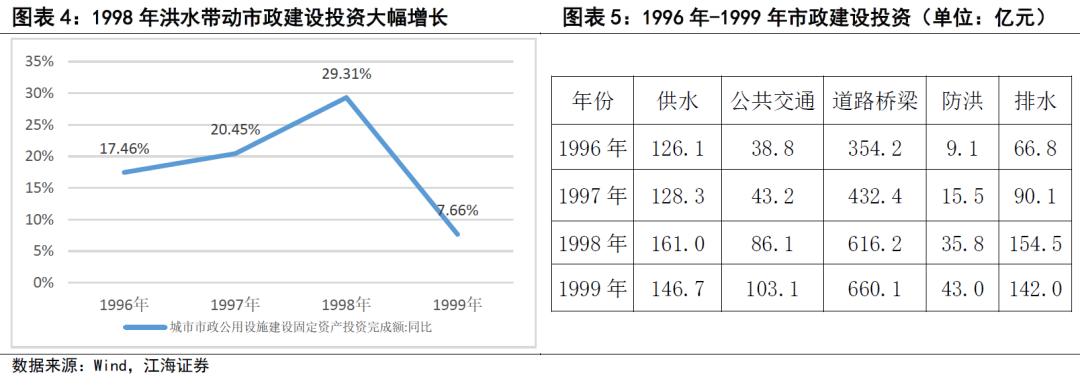 图表 4：1998 年洪水带动市政建设投资大幅增长
35%
30%
25%
20%
15%
10%
5%
0%
17.46%
20.45%
29.31%
7.66%
1996年
1997年
1998年
1999年
城市市政公用设施建设固定资产投资完成额:同比
图表 5：1996 年-1999 年市政建设投资（单位：亿元）
年份 供水 公共交通 道路桥梁 防洪 排水
1996 年 126.1 38.8 354.2 9.1 66.8
1997 年 128.3 43.2 432.4 15.5 90.1
1998 年 161.0 86.1 616.2 35.8 154.5
1999 年 146.7 103.1 660.1 43.0 142.0
数据来源：Wind，江海证券